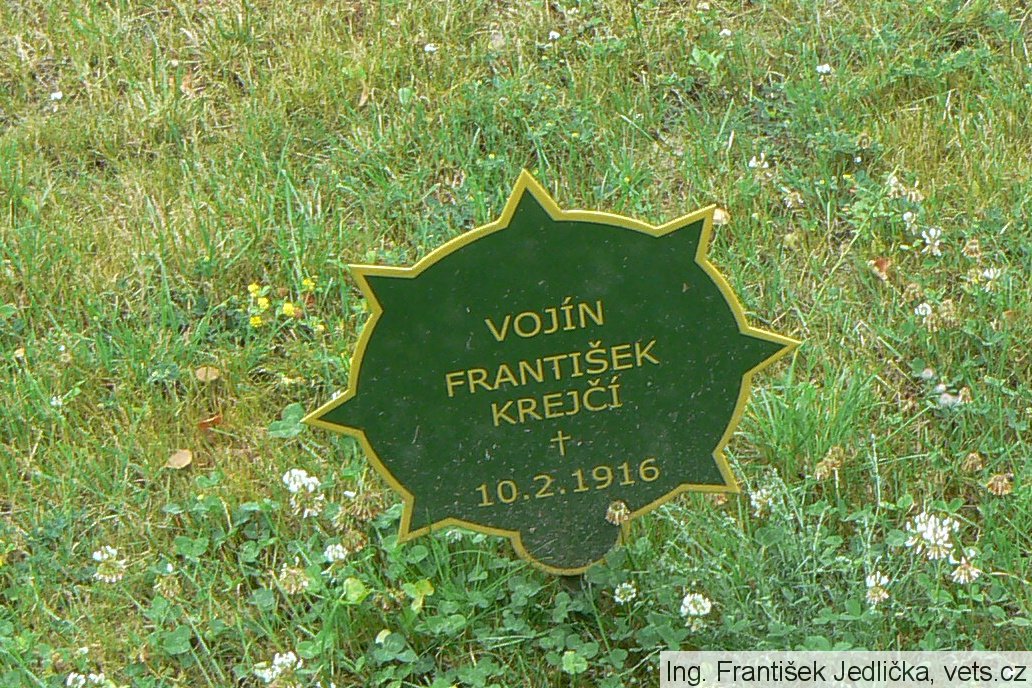 VOJÍN
FRANTIŠEK
KREJČÍ
†
10.2.1916
Ing. František Jedlička, vets.cz